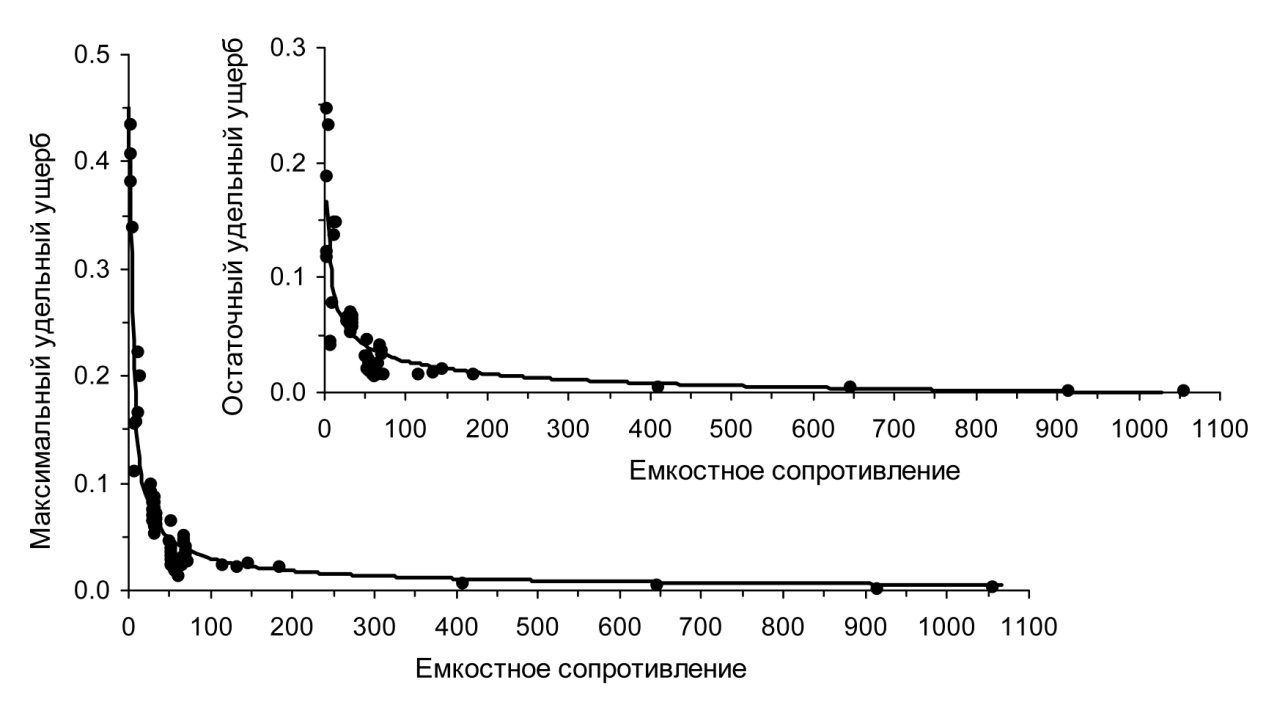 Максимальный удельный ущерб
0.5
0.4
0.3
0.2
0.1
0.0
0 100 200 300 400 500 600 700 800 900 1000 1100
Емкостное сопротивление
Остаточный удельный ущерб
0.3
0.2
0.1
0.0
0 100 200 300 400 500 600 700 800 900 1000 1100
Емкостное сопротивление